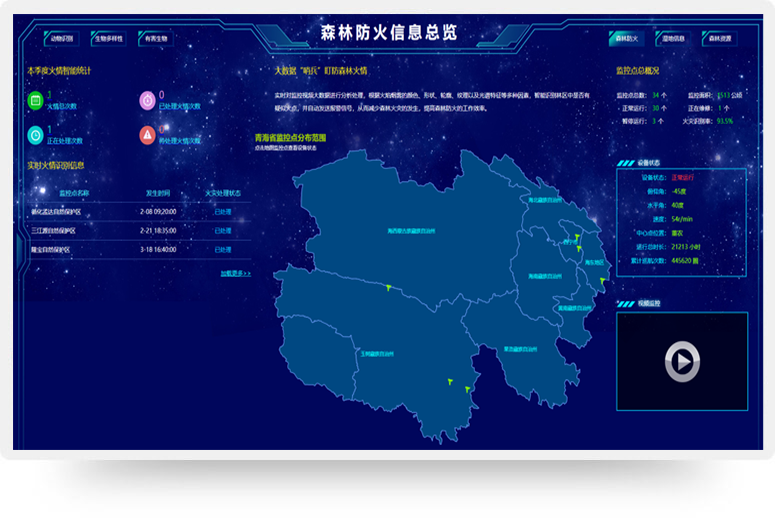 动物识别
生物多样性
有害生物
森林防火信息总览
森林防火
湿地信息
森林资源
本季度火情智能统计
3
火情总次数
0
已处理火情次数
1
正在处理次数
待处理火情次数
实时火情识别信息
监控点名称 发生时间 火灾处理状态
循化孟达自然保护区 2-08 09:20:00 已处理
三江源自然保护区 2-21 18:35:00 已处理
隆宝自然保护区 3-18 16:40:00 已处理
加载更多>>
大数据“哨兵”盯防森林火情
实时对监控视频大数据进行分析处理，根据火焰烟雾的颜色、形状、轮廓、纹理以及光谱特征等多种因素，智能识别林区中是否有
疑似火点，并自动发送报警信号，从而减少森林火灾的发生，提高森林防火的工作效率。
青海省监控点分布范围
点击地图监控点查看设备状态
海北藏族自治州
海西藏族自治州
西宁市
海东地区
海南藏族自治州
黄南藏族自治州
玉树藏族自治州
果洛藏族自治州
监控点总概况
监控点总数： 34 个 监控面积： 1513 公顷
正常运行： 30 个 正在维修： 1 个
暂停运行： 3 个 火灾识别率： 93.5%
设备状态
设备状态： 正常运行
俯仰角： -45度
水平角： 40度
速度： 54r/min
中心点位置：
运行总时长： 21213 小时
累计巡航次数： 445620 圈
视频监控